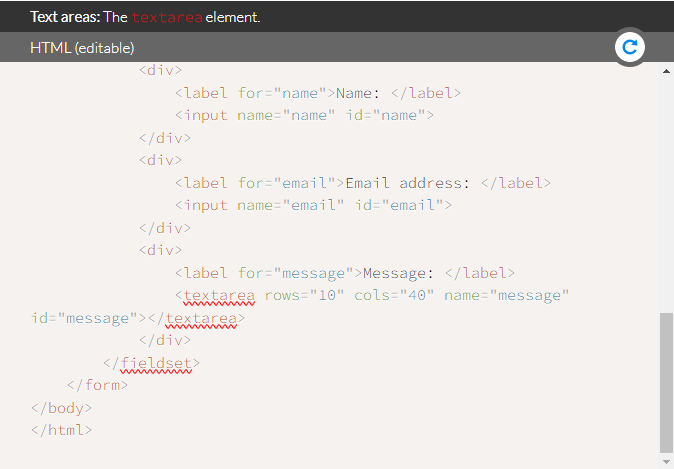 Text areas: The textarea element.
HTML (editable)
<div>
<label for="name">Name: </label>
<input name="name" id="name">
</div>
<div>
<label for="email">Email address: </label>
<input name="email" id="email">
</div>
<div>
<label for="message">Message: </label>
<textarea rows="10" cols="40" name="message"
id="message"></textarea>
</div>
</fieldset>
</form>
</body>
</html>